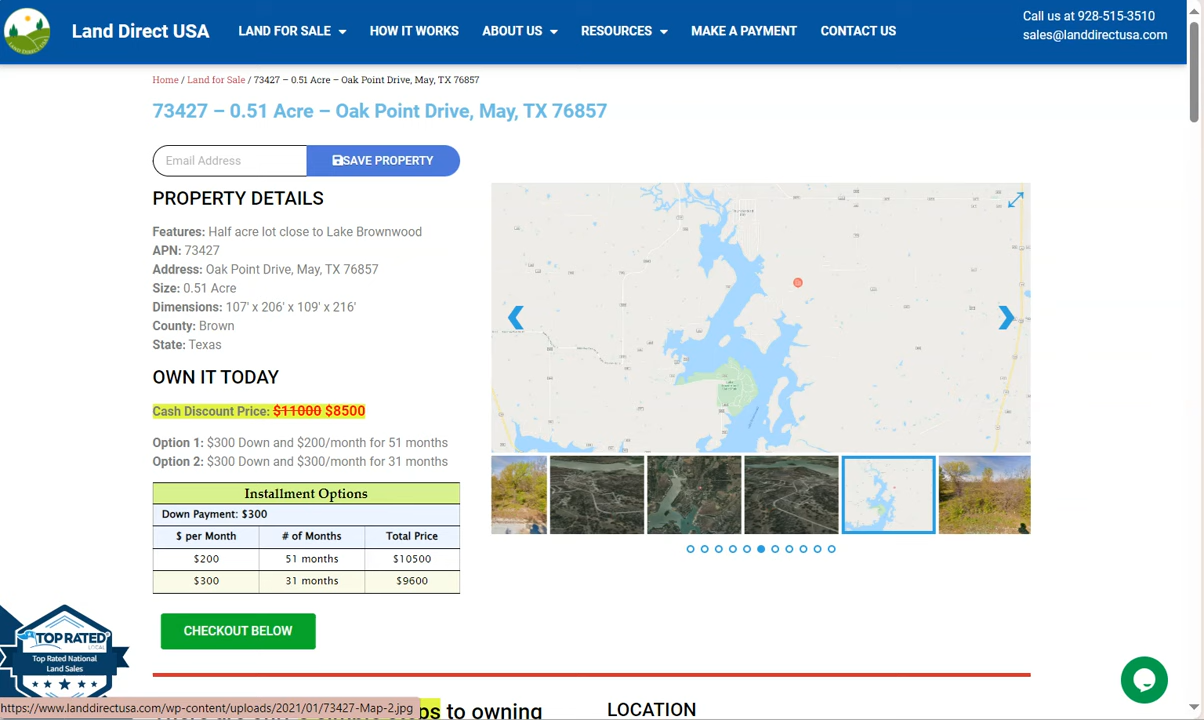 Land Direct USA
LAND FOR SALE
HOW IT WORKS
ABOUT US
RESOURCES
MAKE A PAYMENT
CONTACT US
Call us at 928-515-3510
sales@landdirectusa.com
Home / Land for Sale / 73427 – 0.51 Acre – Oak Point Drive, May, TX 76857
73427 – 0.51 Acre – Oak Point Drive, May, TX 76857
Email Address
SAVE PROPERTY
PROPERTY DETAILS
Features: Half acre lot close to Lake Brownwood
APN: 73427
Address: Oak Point Drive, May, TX 76857
Size: 0.51 Acre
Dimensions: 107' x 206' x 109' x 216'
County: Brown
State: Texas
OWN IT TODAY
Cash Discount Price: $11000 $8500
Option 1: $300 Down and $200/month for 51 months
Option 2: $300 Down and $300/month for 31 months
Installment Options
Down Payment: $300
$ per Month # of Months Total Price
$200 51 months $10500
$300 31 months $9600
CHECKOUT BELOW
TOP RATED
LOCAL
Top Rated National
Land Sales
https://www.landdirectusa.com/wp-content/uploads/2021/01/73427-Map-2.jpg
to owning
LOCATION